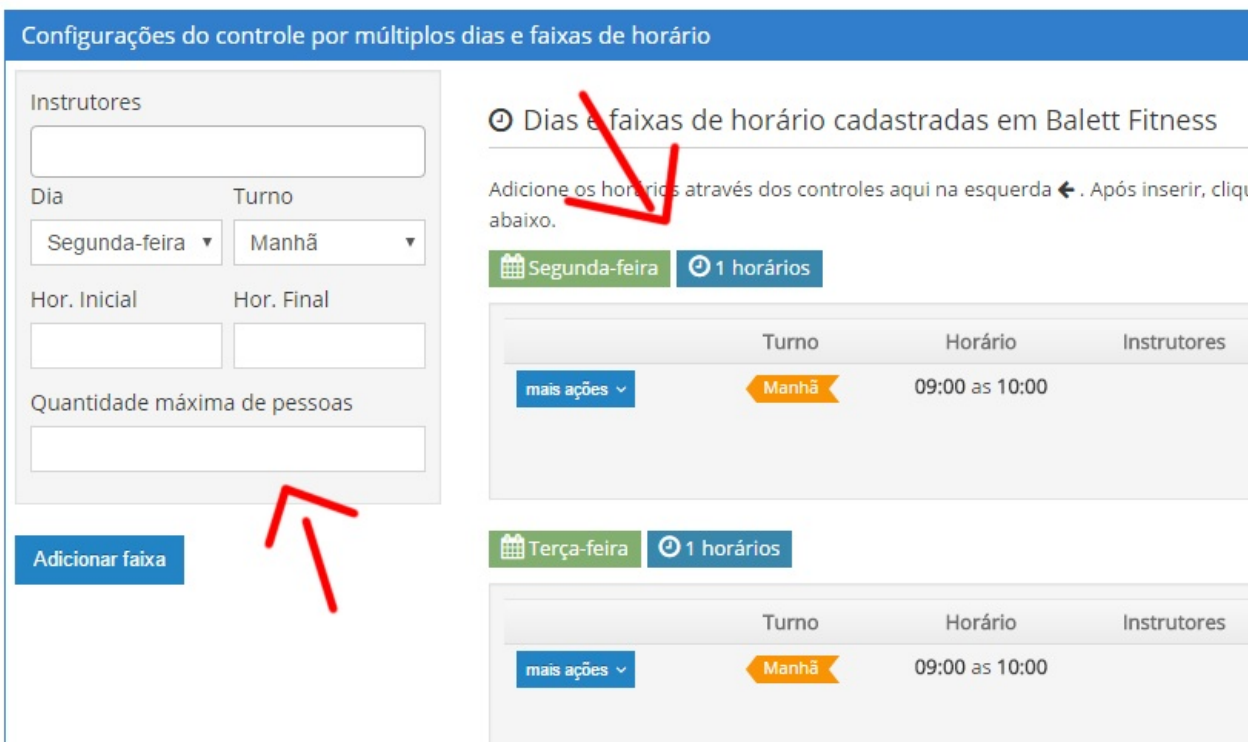 Configurações do controle por múltiplos dias e faixas de horário
Instrutores
Dia Turno
Segunda-feira Manhã
Hor. Inicial Hor. Final
Quantidade máxima de pessoas
Adicionar faixa
Dias e faixas de horário cadastradas em Balett Fitness
Adicione os horários através dos controles aqui na esquerda . Após inserir, cliqu
abaixo.
Segunda-feira 1 horários
Turno Horário Instrutores
mais ações Manhã 09:00 as 10:00
Terça-feira 1 horários
Turno Horário Instrutores
mais ações Manhã 09:00 as 10:00